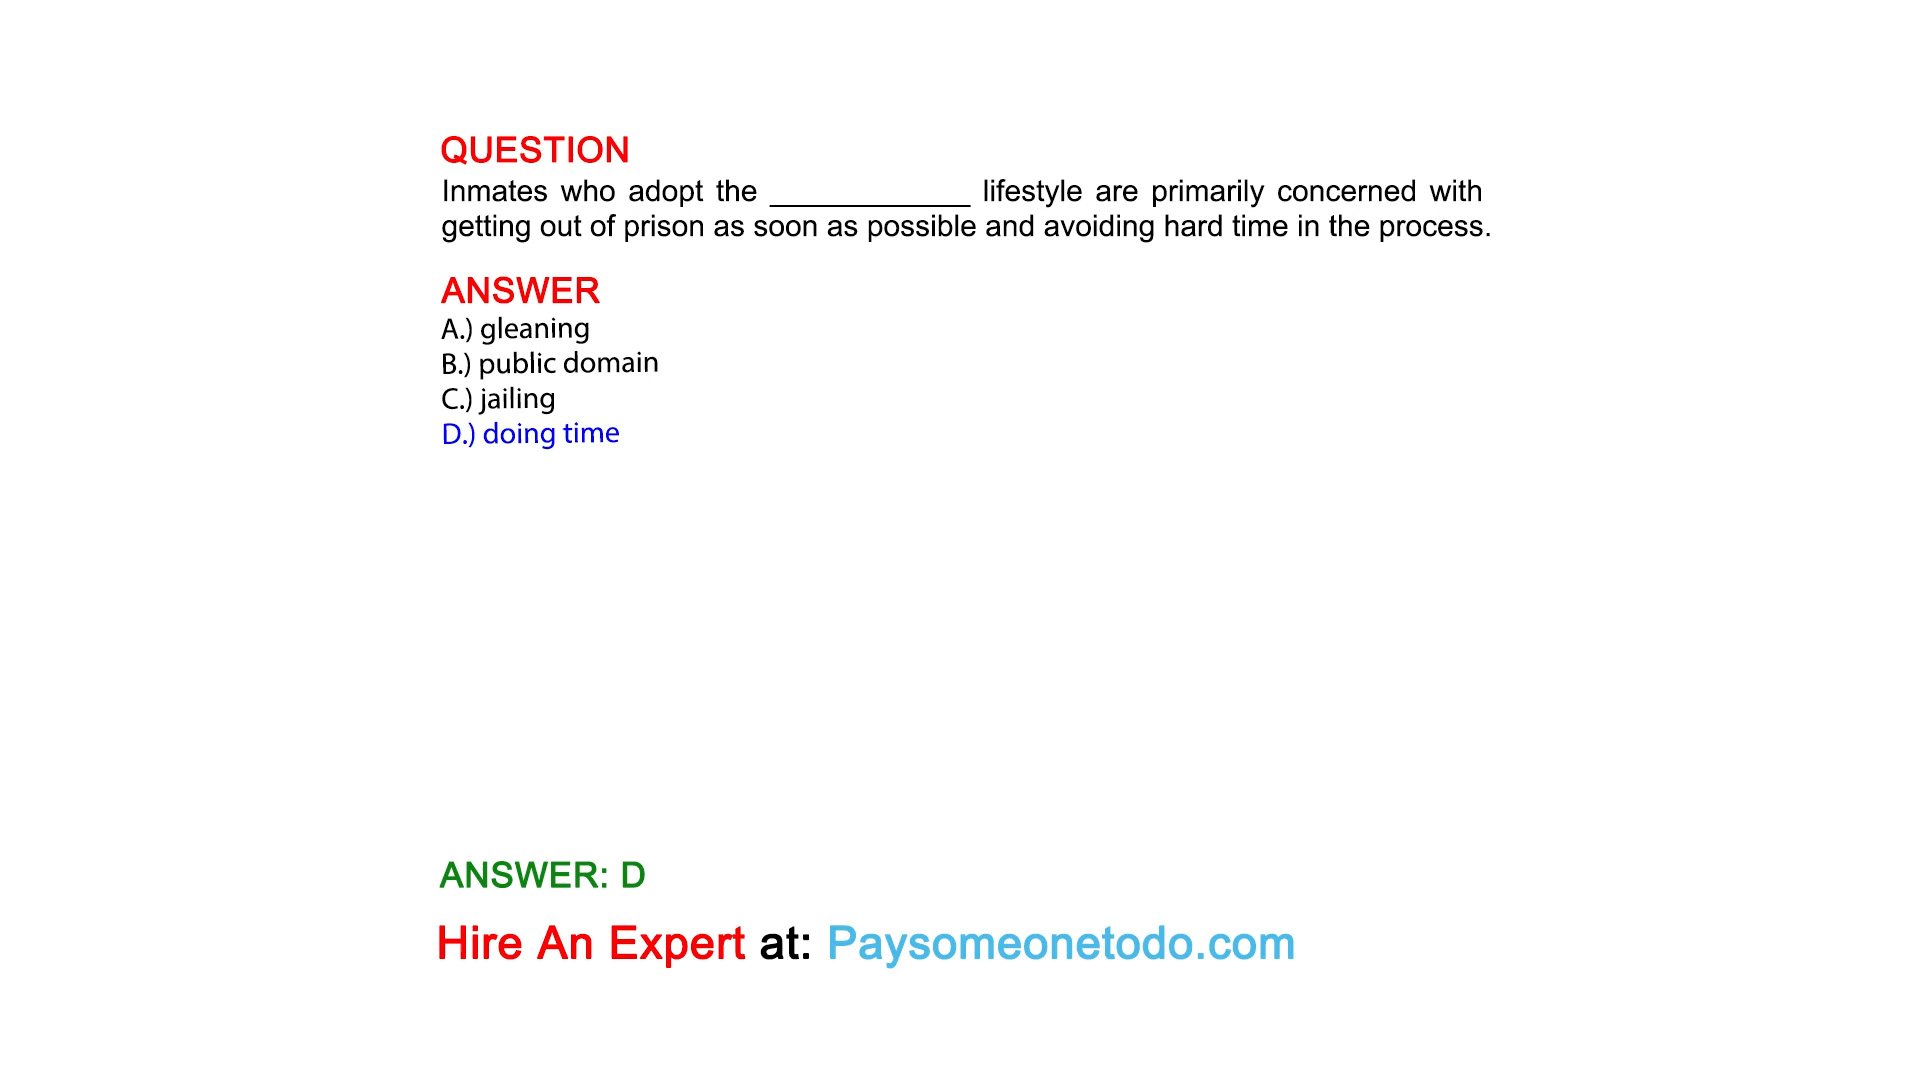 QUESTION
Inmates who adopt the ____________ lifestyle are primarily concerned with
getting out of prison as soon as possible and avoiding hard time in the process.
ANSWER
A.) gleaning
B.) public domain
C.) jailing
D.) doing time
ANSWER: D
Hire An Expert at: Paysomeonetodo.com